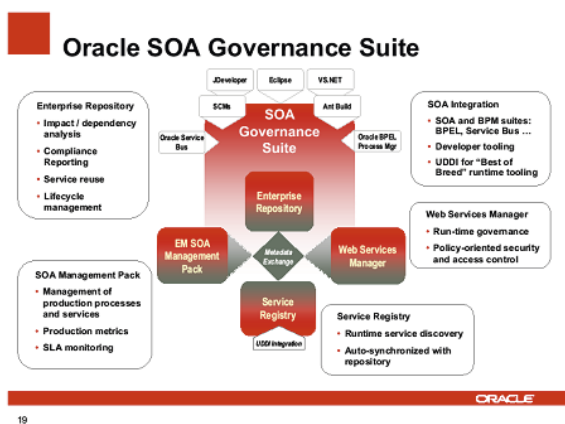 Oracle SOA Governance Suite
JDeveloper
Eclipse
VS.NET
SCMs
Ant Build
Oracle Service
Bus
Oracle BPEL
Process Mgr
SOA
Governance
Suite
Enterprise Repository
• Impact / dependency
analysis
• Compliance
Reporting
• Service reuse
• Lifecycle
management
SOA Integration
• SOA and BPM suites:
BPEL, Service Bus …
• Developer tooling
• UDDI for “Best of
Breed” runtime tooling
Enterprise
Repository
EM SOA
Management
Pack
Metadata
Exchange
Web Services
Manager
Service
Registry
UDDI Integration
Web Services Manager
• Run-time governance
• Policy-oriented security
and access control
SOA Management Pack
• Management of
production processes
and services
• Production metrics
• SLA monitoring
Service Registry
• Runtime service discovery
• Auto-synchronized with
repository
ORACLE
19